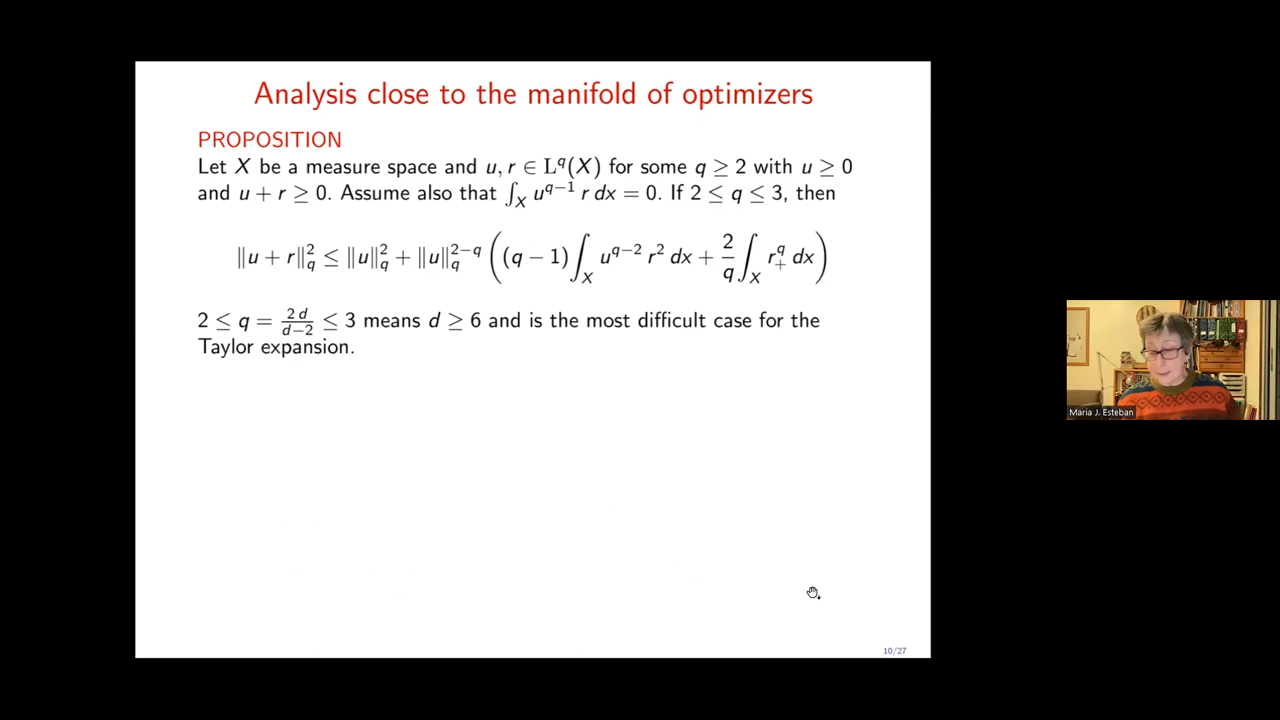 Analysis close to the manifold of optimizers
PROPOSITION
Let X be a measure space and u, r ∈ L^q(X) for some q ≥ 2 with u ≥ 0
and u + r ≥ 0. Assume also that ∫_X u^{q−1} r dx = 0. If 2 ≤ q ≤ 3, then
‖u + r‖_q^2 ≤ ‖u‖_q^2 + ‖u‖_q^{2−q} ( (q − 1) ∫_X u^{q−2} r^2 dx + 2/q ∫_X r_+^q dx )
2 ≤ q = 2 d/(d−2) ≤ 3 means d ≥ 6 and is the most difficult case for the
Taylor expansion.
Maria J. Esteban
10/27